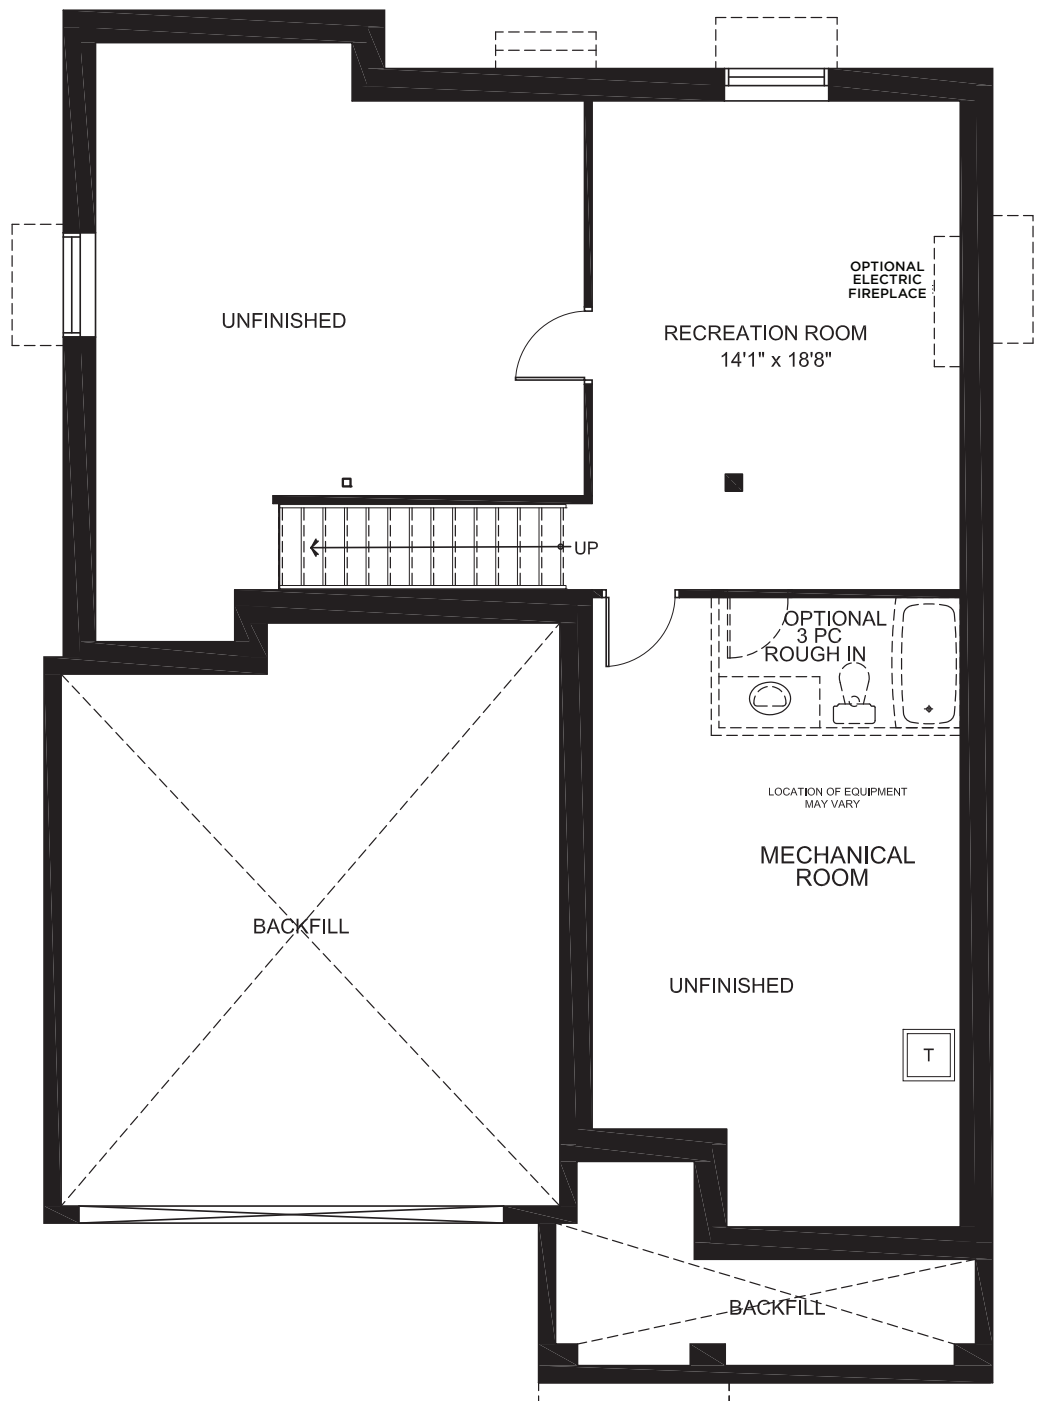 OPTIONAL
ELECTRIC
FIREPLACE
UNFINISHED
RECREATION ROOM
14'1" x 18'8"
UP
OPTIONAL
3 PC
ROUGH IN
LOCATION OF EQUIPMENT
MAY VARY
MECHANICAL
ROOM
BACKFILL
UNFINISHED
T
BACKFILL